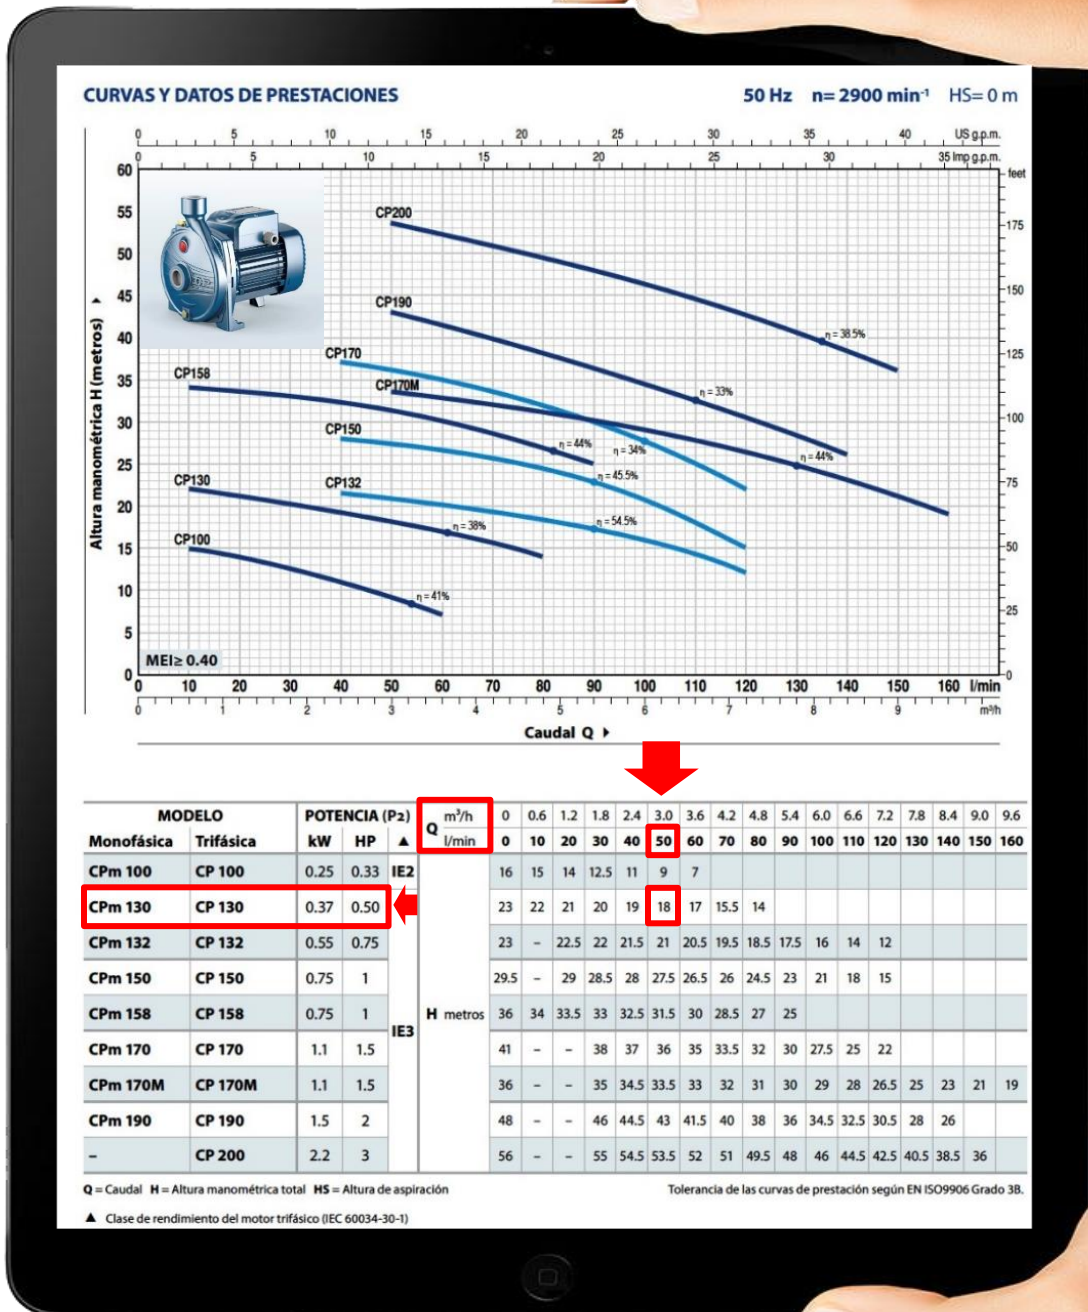 CURVAS Y DATOS DE PRESTACIONES 50 Hz n= 2900 min⁻¹ HS= 0 m
0 5 10 15 20 25 30 35 40 US g.p.m.
0 5 10 15 20 25 30 35 Imp g.p.m.
60 feet
CP200
55 175
50
150
45 CP190
η = 38.5%
40
CP170 125
CP158
35 CP170M η = 33%
100
30 CP150 η = 44% η = 34% η = 44%
25 η = 45.5%
CP130 CP132 75
20 η = 38% η = 54.5%
CP100
15 50
10 η = 41%
25
5
MEI≥ 0.40
0 0
Altura manométrica H (metros)
0 10 20 30 40 50 60 70 80 90 100 110 120 130 140 150 160 l/min
0 1 2 3 4 5 6 7 8 9 m³/h
Caudal Q
MODELO POTENCIA (P2) Q m³/h 0 0.6 1.2 1.8 2.4 3.0 3.6 4.2 4.8 5.4 6.0 6.6 7.2 7.8 8.4 9.0 9.6
Monofásica Trifásica kW HP ▲ l/min 0 10 20 30 40 50 60 70 80 90 100 110 120 130 140 150 160
CPm 100 CP 100 0.25 0.33 IE2 16 15 14 12.5 11 9 7
CPm 130 CP 130 0.37 0.50 23 22 21 20 19 18 17 15.5 14
CPm 132 CP 132 0.55 0.75 23 – 22.5 22 21.5 21 20.5 19.5 18.5 17.5 16 14 12
CPm 150 CP 150 0.75 1 29.5 – 29 28.5 28 27.5 26.5 26 24.5 23 21 18 15
CPm 158 CP 158 0.75 1 IE3 H metros 36 34 33.5 33 32.5 31.5 30 28.5 27 25
CPm 170 CP 170 1.1 1.5 41 – – 38 37 36 35 33.5 32 30 27.5 25 22
CPm 170M CP 170M 1.1 1.5 36 – – 35 34.5 33.5 33 32 31 30 29 28 26.5 25 23 21 19
CPm 190 CP 190 1.5 2 48 – – 46 44.5 43 41.5 40 38 36 34.5 32.5 30.5 28 26
– CP 200 2.2 3 56 – – 55 54.5 53.5 52 51 49.5 48 46 44.5 42.5 40.5 38.5 36
Q = Caudal H = Altura manométrica total HS = Altura de aspiración Tolerancia de las curvas de prestación según EN ISO9906 Grado 3B.
▲ Clase de rendimiento del motor trifásico (IEC 60034-30-1)